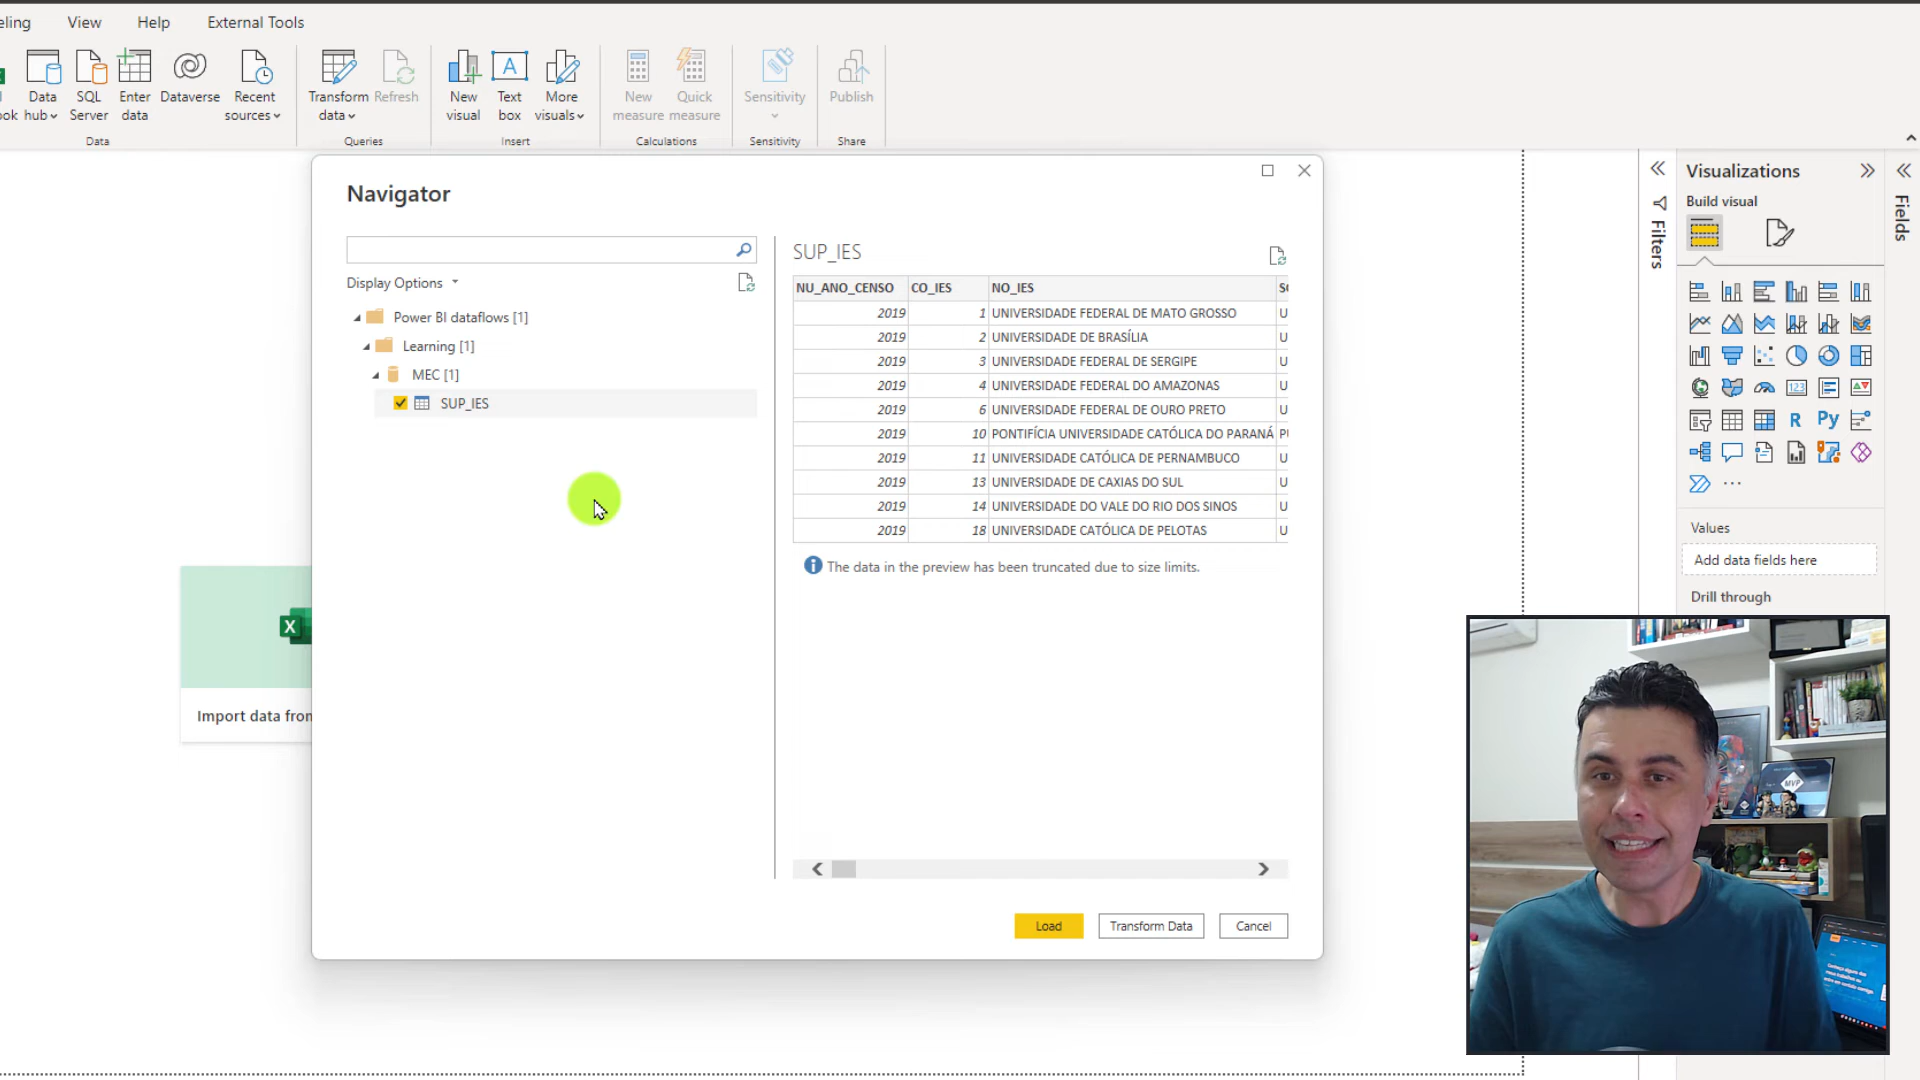 eling View Help External Tools
ook
Data hub
SQL Server
Enter data
Dataverse
Recent sources
Transform data
Refresh
New visual
Text box
More visuals
New measure
Quick measure
Sensitivity
Publish
Data
Queries
Insert
Calculations
Sensitivity
Share
Navigator
Display Options
Power BI dataflows [1]
Learning [1]
MEC [1]
SUP_IES
SUP_IES
NU_ANO_CENSO CO_IES NO_IES
2019 1 UNIVERSIDADE FEDERAL DE MATO GROSSO U
2019 2 UNIVERSIDADE DE BRASÍLIA U
2019 3 UNIVERSIDADE FEDERAL DE SERGIPE U
2019 4 UNIVERSIDADE FEDERAL DO AMAZONAS U
2019 6 UNIVERSIDADE FEDERAL DE OURO PRETO U
2019 10 PONTIFÍCIA UNIVERSIDADE CATÓLICA DO PARANÁ
2019 11 UNIVERSIDADE CATÓLICA DE PERNAMBUCO U
2019 13 UNIVERSIDADE DE CAXIAS DO SUL U
2019 14 UNIVERSIDADE DO VALE DO RIO DOS SINOS U
2019 18 UNIVERSIDADE CATÓLICA DE PELOTAS U
The data in the preview has been truncated due to size limits.
Load Transform Data Cancel
Import data from
Filters
Visualizations
Build visual
Fields
R
Py
123
Values
Add data fields here
Drill through
MVP